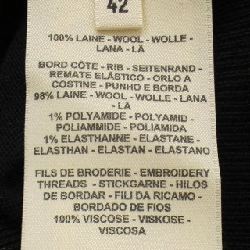 42
100% LAINE - WOOL - WOLLE -
LANA - LÃ
BORD CÔTE - RIB - SEITENRAND -
REMATE ELÁSTICO - ORLO A
COSTINE - PUNHO E BORDA
98% LAINE - WOOL - WOLLE -
LANA - LÃ
1% POLYAMIDE - POLYAMID -
POLIAMMIDE - POLIAMIDA
1% ELASTHANNE - ELASTANE -
ELASTHAN - ELASTAN - ELASTANO
FILS DE BRODERIE - EMBROIDERY
THREADS - STICKGARNE - HILOS
DE BORDAR - FILI DA RICAMO -
BORDADO DE FIOS
100% VISCOSE - VISKOSE -
VISCOSA